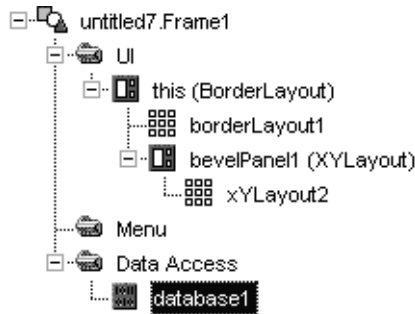 untitled7.Frame1
UI
this (BorderLayout)
borderLayout1
bevelPanel1 (XYLayout)
xYLayout2
Menu
Data Access
database1